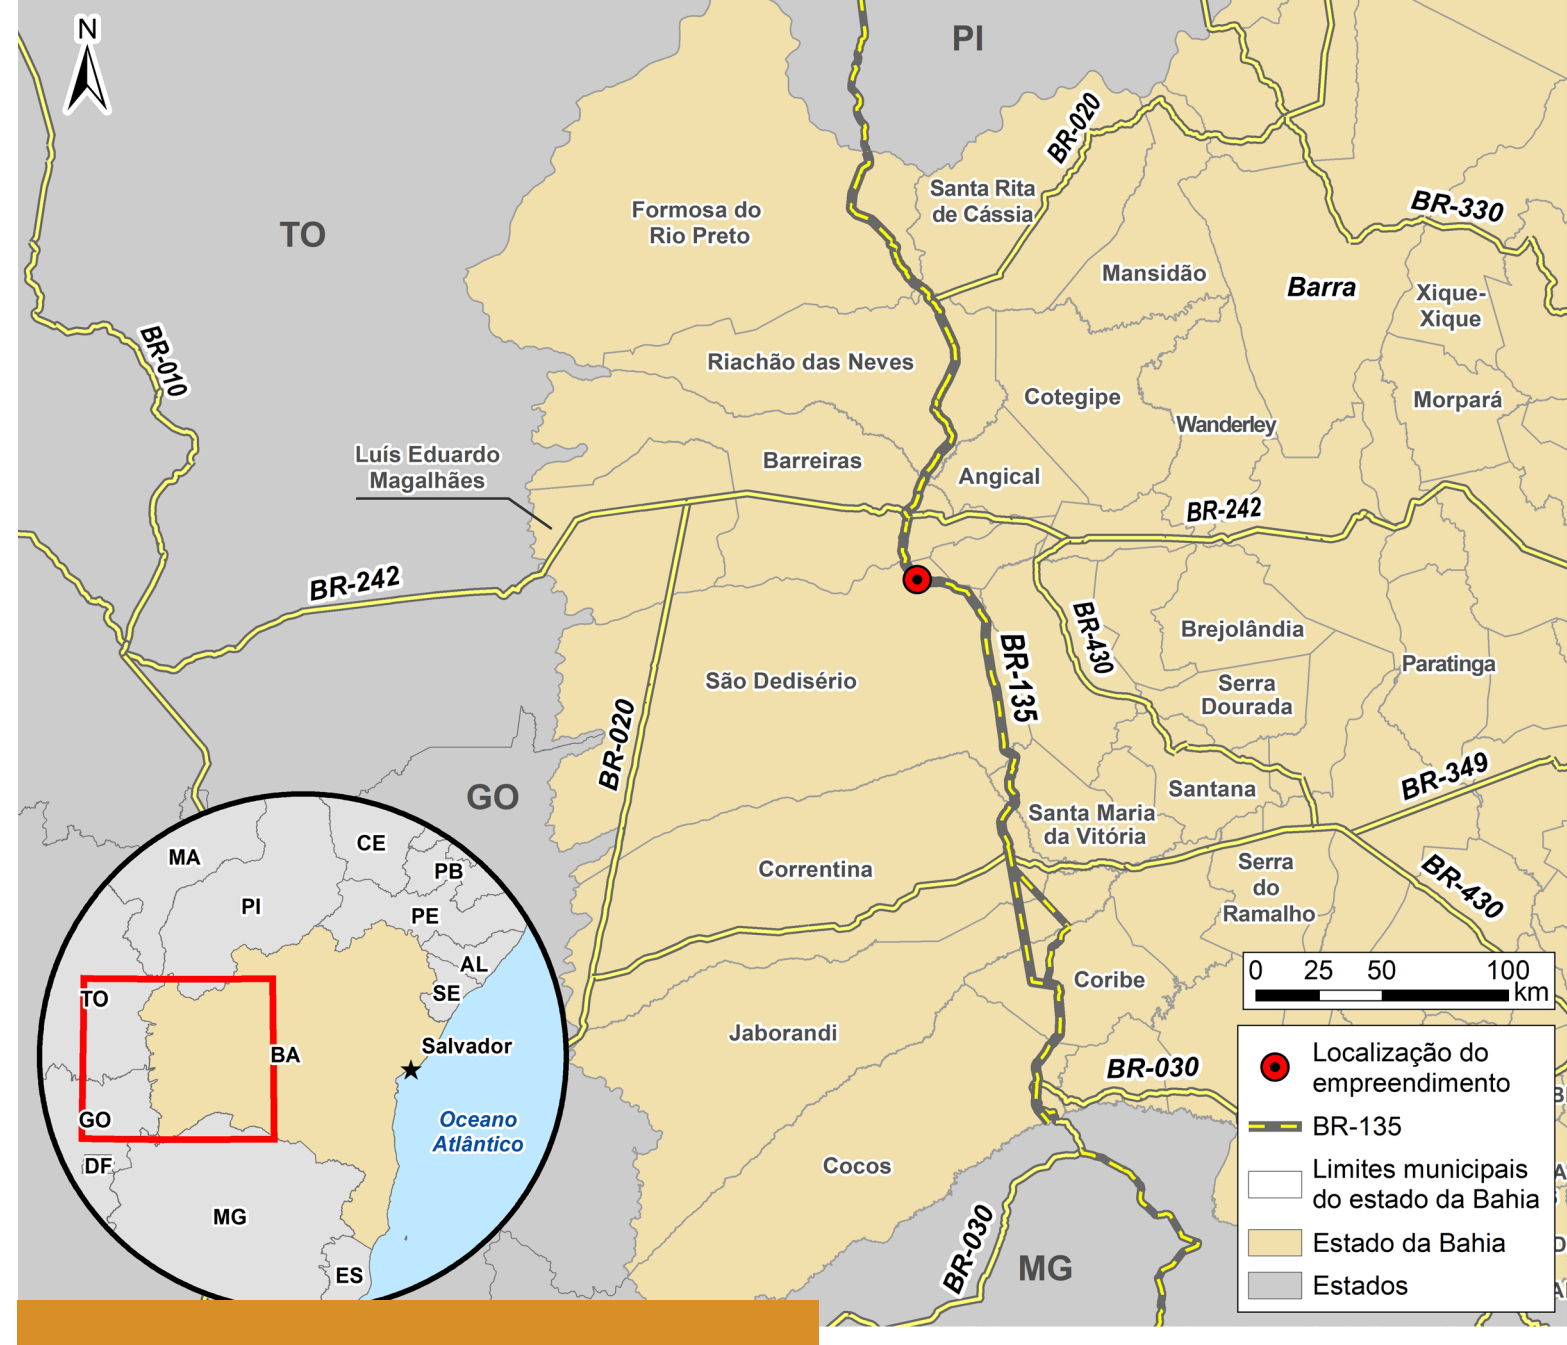 N
PI
BR-020
Santa Rita
de Cássia
Formosa do
Rio Preto
TO
BR-330
Mansidão
Barra
Xique-
Xique
BR-010
Riachão das Neves
Cotegipe
Morpará
Wanderley
Luís Eduardo
Magalhães
Barreiras
Angical
BR-242
BR-242
BR-430
Brejolândia
BR-135
Paratinga
São Dedisério
Serra
Dourada
BR-020
GO
Santana
BR-349
Santa Maria
da Vitória
Correntina
Serra
do
Ramalho
BR-430
Coribe
Jaborandi
BR-030
Cocos
BR-030
MG
MA
CE
PB
PI
PE
AL
SE
TO
Salvador
BA
GO
Oceano
Atlântico
DF
MG
ES
0 25 50 100
km
Localização do
empreendimento
BR-135
Limites municipais
do estado da Bahia
Estado da Bahia
Estados